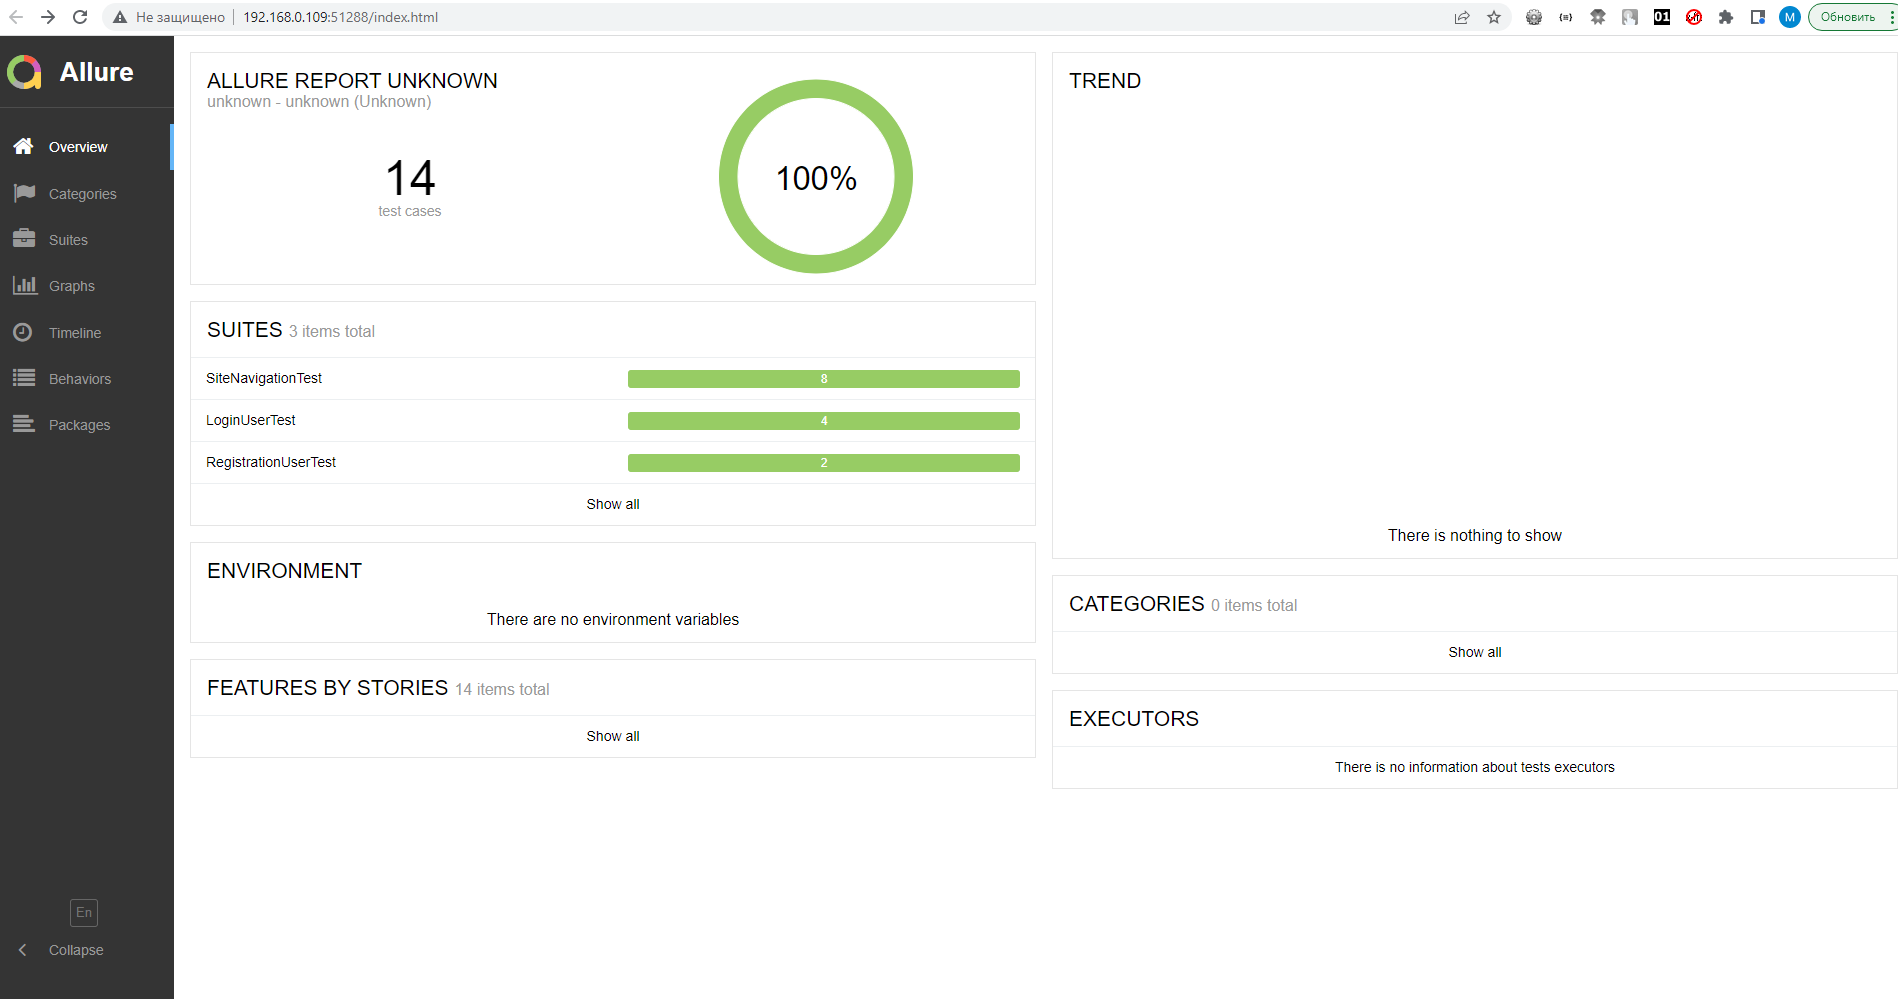 Не защищено
192.168.0.109:51288/index.html
01
M
Обновить
Allure
Overview
Categories
Suites
Graphs
Timeline
Behaviors
Packages
En
Collapse
ALLURE REPORT UNKNOWN
unknown - unknown (Unknown)
14
test cases
100%
SUITES 3 items total
SiteNavigationTest 8
LoginUserTest 4
RegistrationUserTest 2
Show all
ENVIRONMENT
There are no environment variables
FEATURES BY STORIES 14 items total
Show all
TREND
There is nothing to show
CATEGORIES 0 items total
Show all
EXECUTORS
There is no information about tests executors